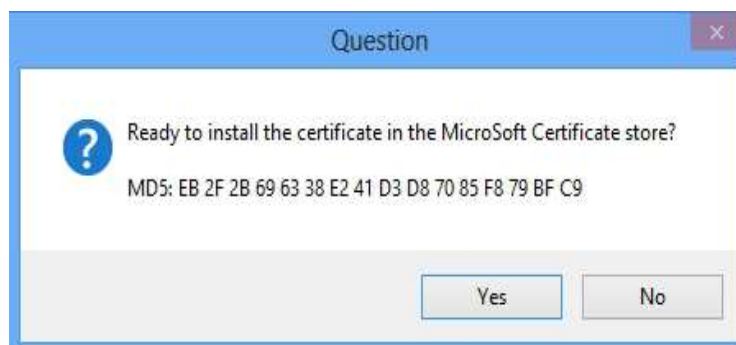 Question
Ready to install the certificate in the MicroSoft Certificate store?
MD5: EB 2F 2B 69 63 38 E2 41 D3 D8 70 85 F8 79 BF C9
Yes
No